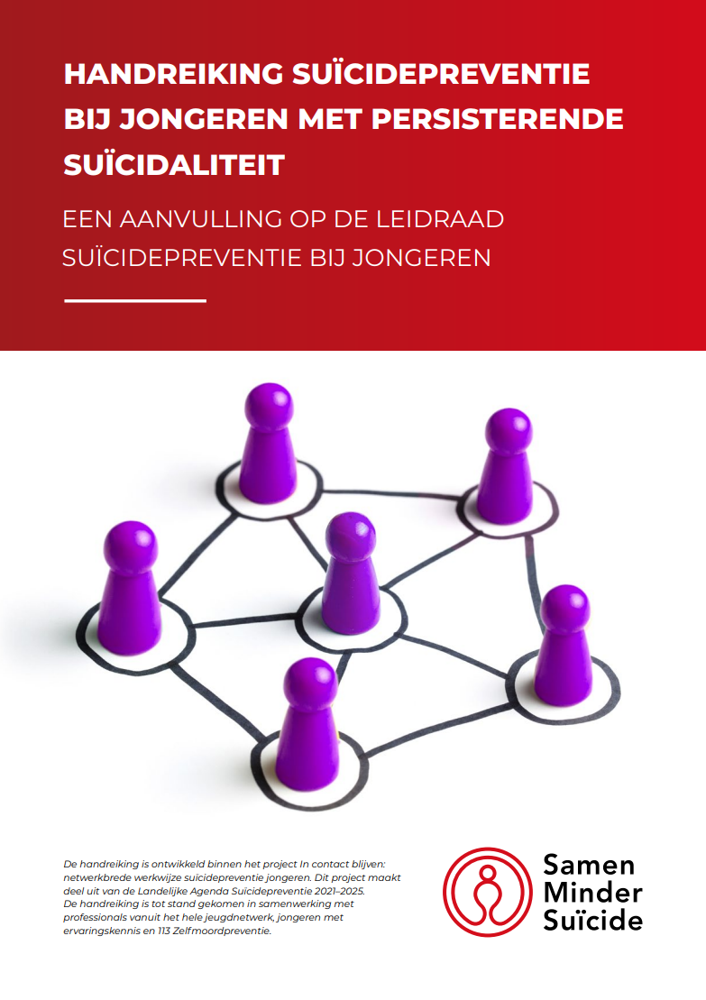 HANDREIKING SUÏCIDEPREVENTIE
BIJ JONGEREN MET PERSISTERENDE
SUÏCIDALITEIT
EEN AANVULLING OP DE LEIDRAAD
SUÏCIDEPREVENTIE BIJ JONGEREN
De handreiking is ontwikkeld binnen het project In contact blijven:
netwerkbrede werkwijze suicidepreventie jongeren. Dit project maakt
deel uit van de Landelijke Agenda Suicidepreventie 2021–2025.
De handreiking is tot stand gekomen in samenwerking met
professionals vanuit het hele jeugdnetwerk, jongeren met
ervaringskennis en 113 Zelfmoordpreventie.
Samen
Minder
Suïcide